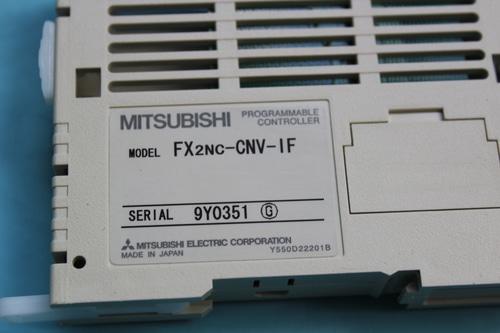 MITSUBISHI PROGRAMMABLE CONTROLLER
MODEL FX2NC-CNV-IF
SERIAL 9Y0351 Ⓖ
MITSUBISHI ELECTRIC CORPORATION
MADE IN JAPAN Y550D22201B